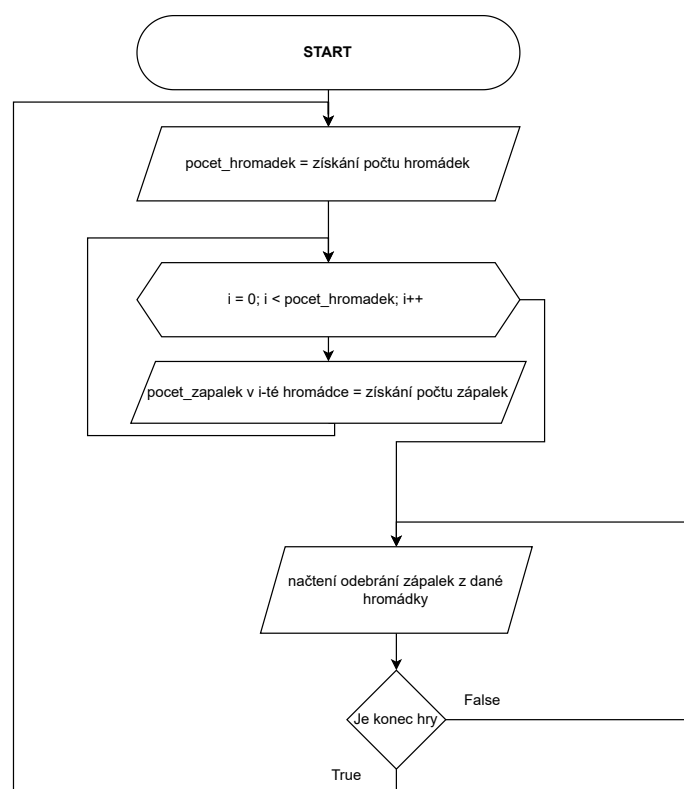 START
pocet_hromadek = získání počtu hromádek
i = 0; i < pocet_hromadek; i++
pocet_zapalek v i-té hromádce = získání počtu zápalek
načtení odebrání zápalek z dané
hromádky
Je konec hry
False
True